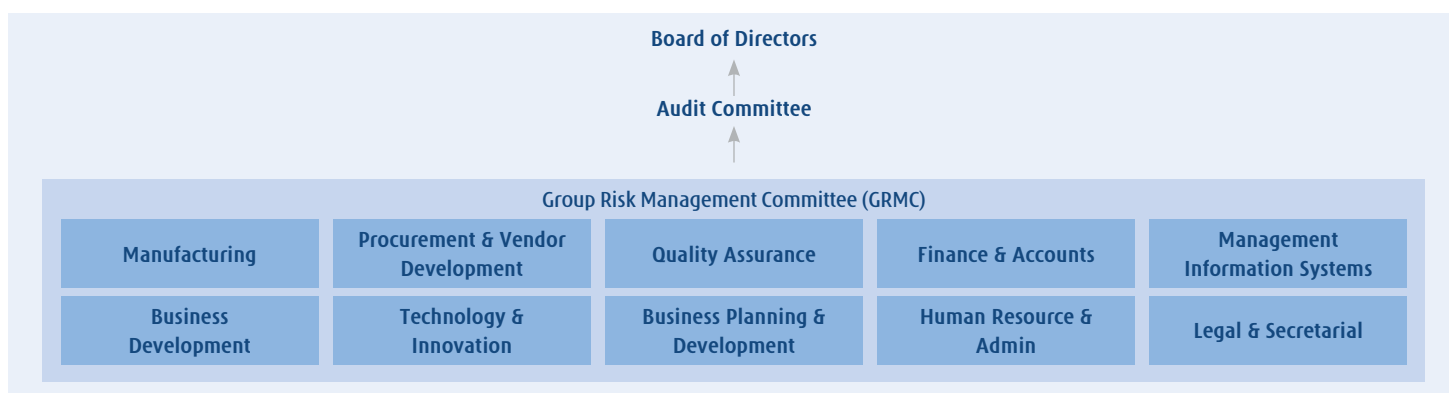 Board of Directors
Audit Committee
Group Risk Management Committee (GRMC)
Manufacturing
Procurement & Vendor
Development
Quality Assurance
Finance & Accounts
Management
Information Systems
Business
Development
Technology &
Innovation
Business Planning &
Development
Human Resource &
Admin
Legal & Secretarial